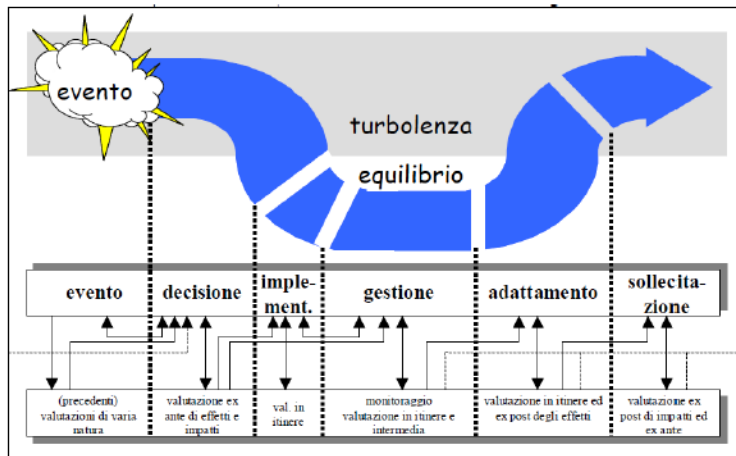 evento
turbolenza
equilibrio
evento
decisione
imple-
ment.
gestione
adattamento
sollecita-
zione
(precedenti)
valutazioni di varia
natura
valutazione ex
ante di effetti e
impatti
val. in
itinere
monitoraggio
valutazione in itinere e
intermedia
valutazione in itinere ed
ex post degli effetti
valutazione ex
post di impatti ed
ex ante